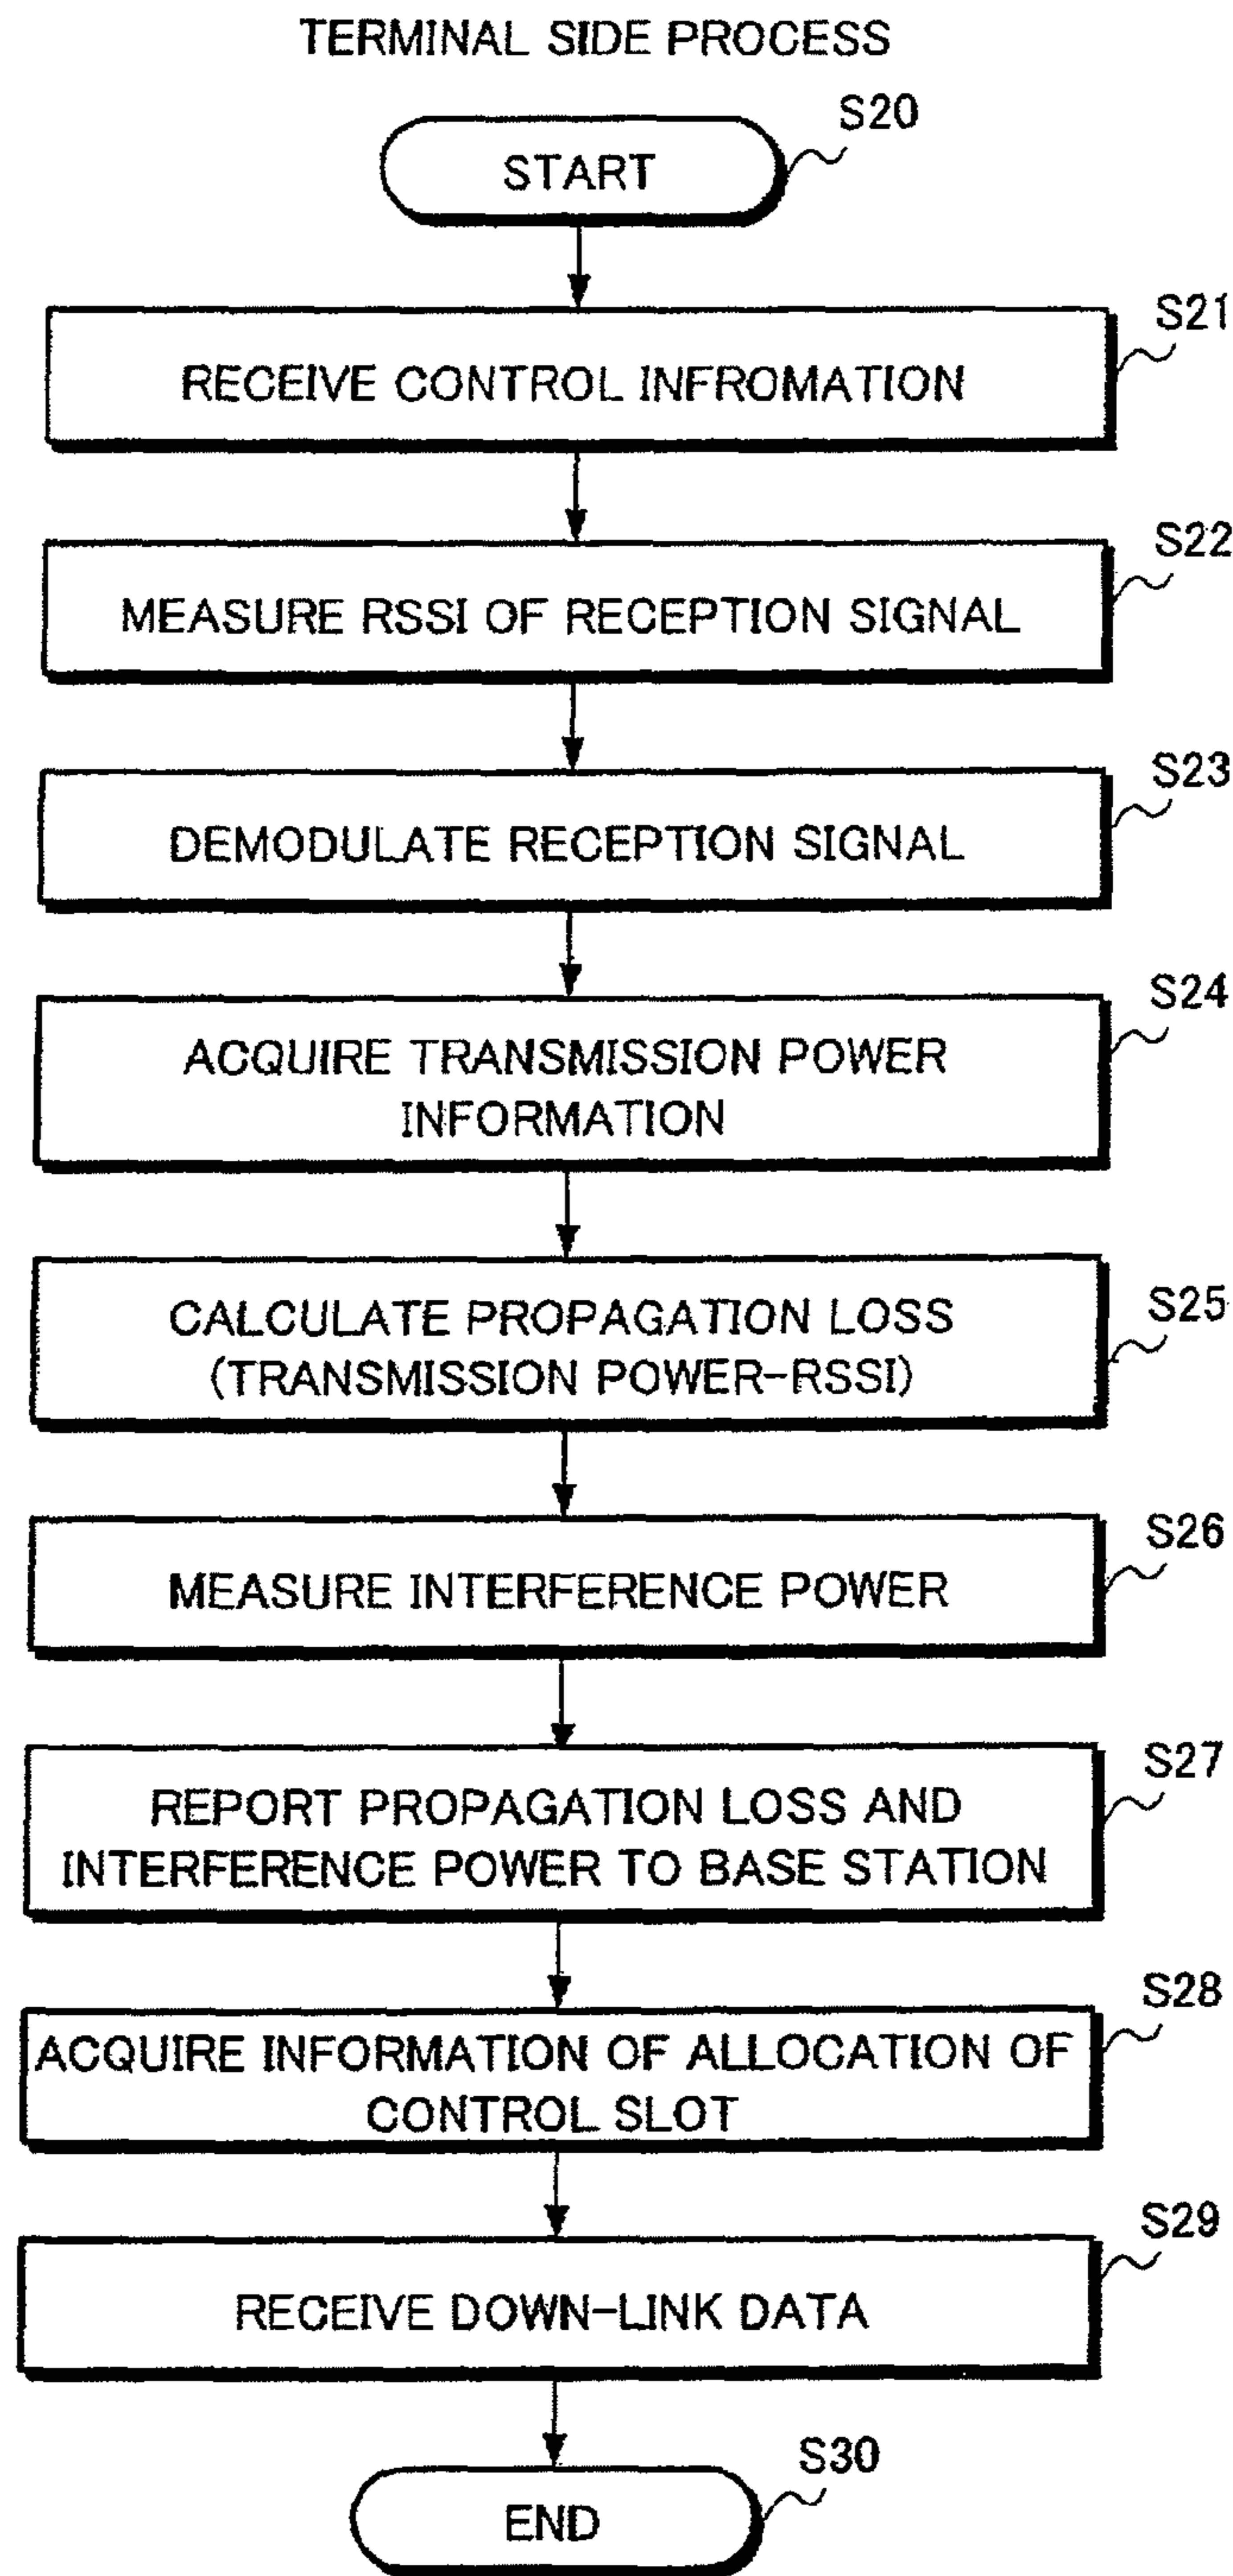 TERMINAL SIDE PROCESS
S20
START
S21
RECEIVE CONTROL INFROMATION
S22
MEASURE RSSI OF RECEPTION SIGNAL
S23
DEMODULATE RECEPTION SIGNAL
S24
ACQUIRE TRANSMISSION POWER
INFORMATION
S25
CALCULATE PROPAGATION LOSS
(TRANSMISSION POWER-RSSI)
S26
MEASURE INTERFERENCE POWER
S27
REPORT PROPAGATION LOSS AND
INTERFERENCE POWER TO BASE STATION
S28
ACQUIRE INFORMATION OF ALLOCATION OF
CONTROL SLOT
S29
RECEIVE DOWN-LINK DATA
S30
END